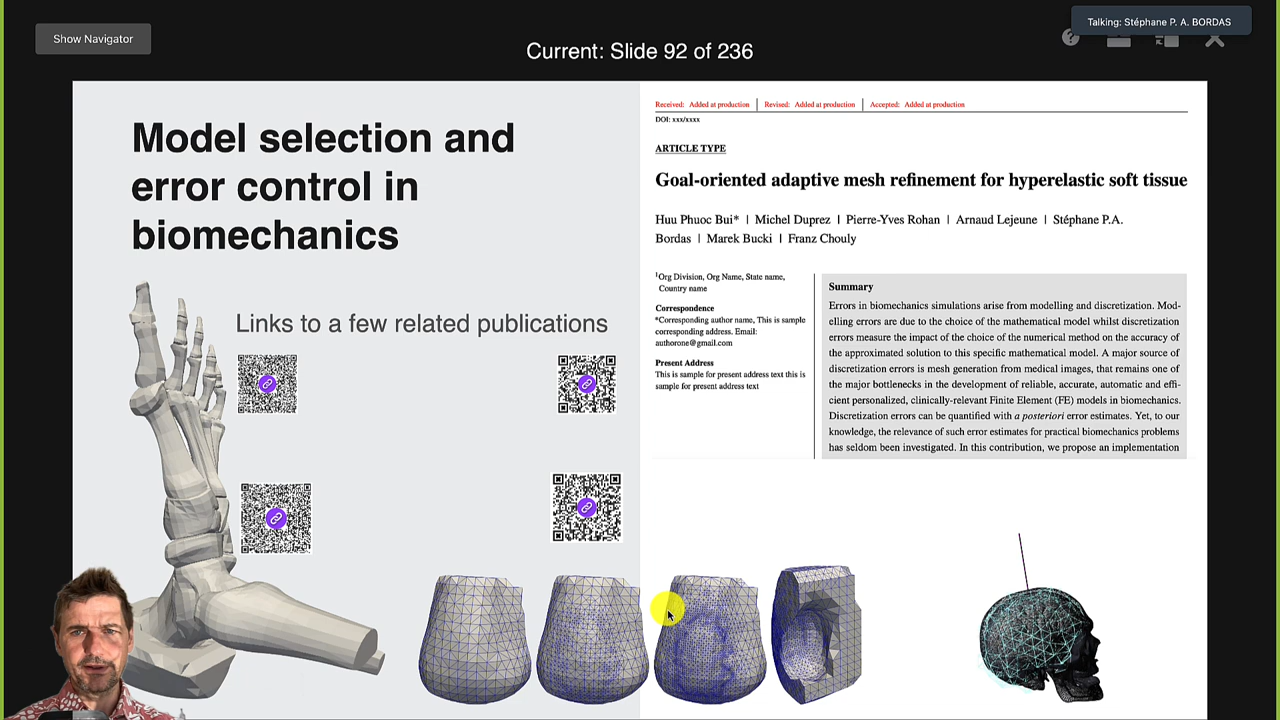 Show Navigator
Talking: Stéphane P. A. BORDAS
Current: Slide 92 of 236
Model selection and
error control in
biomechanics
Links to a few related publications
Received: Added at production | Revised: Added at production | Accepted: Added at production
DOI: xxx/xxxx
ARTICLE TYPE
Goal-oriented adaptive mesh refinement for hyperelastic soft tissue
Huu Phuoc Bui* | Michel Duprez | Pierre-Yves Rohan | Arnaud Lejeune | Stéphane P.A.
Bordas | Marek Bucki | Franz Chouly
1Org Division, Org Name, State name,
Country name
Correspondence
*Corresponding author name, This is sample
corresponding address. Email:
authorone@gmail.com
Present Address
This is sample for present address text this is
sample for present address text
Summary
Errors in biomechanics simulations arise from modelling and discretization. Mod-
elling errors are due to the choice of the mathematical model whilst discretization
errors measure the impact of the choice of the numerical method on the accuracy of
the approximated solution to this specific mathematical model. A major source of
discretization errors is mesh generation from medical images, that remains one of
the major bottlenecks in the development of reliable, accurate, automatic and effi-
cient personalized, clinically-relevant Finite Element (FE) models in biomechanics.
Discretization errors can be quantified with a posteriori error estimates. Yet, to our
knowledge, the relevance of such error estimates for practical biomechanics problems
has seldom been investigated. In this contribution, we propose an implementation